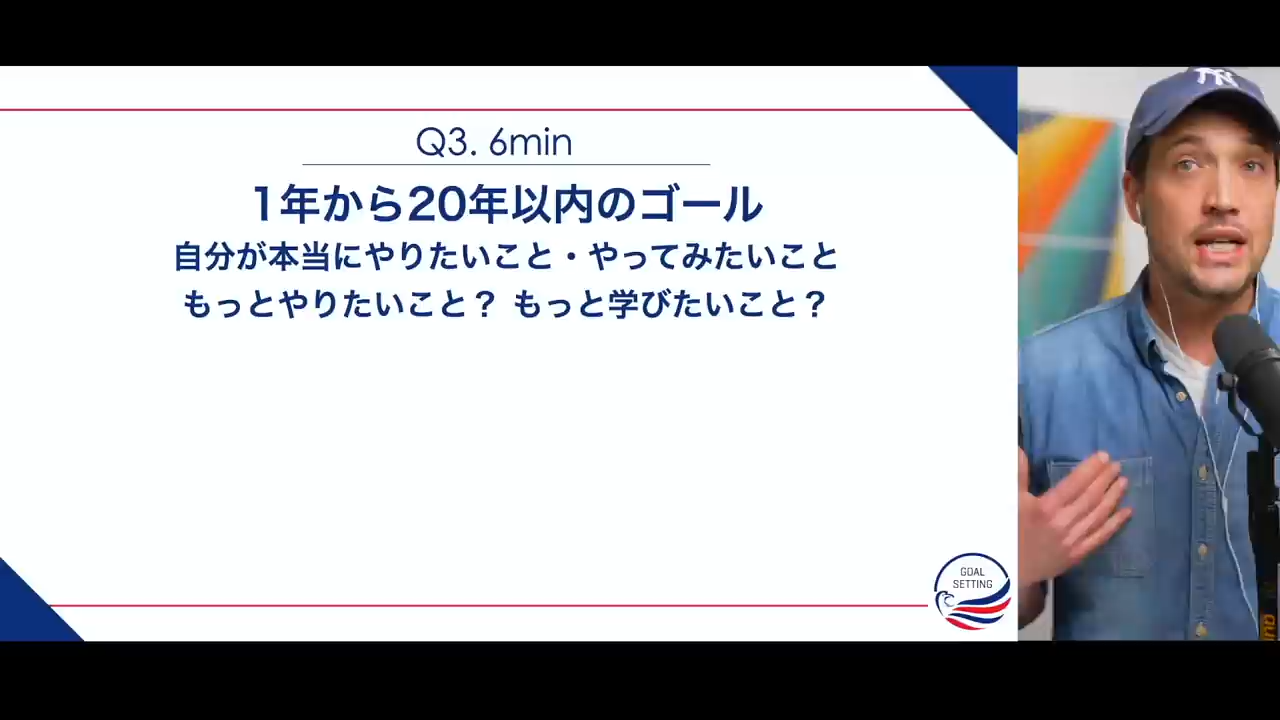 Q3. 6min
1年から20年以内のゴール
自分が本当にやりたいこと・やってみたいこと
もっとやりたいこと？ もっと学びたいこと？
GOAL
SETTING